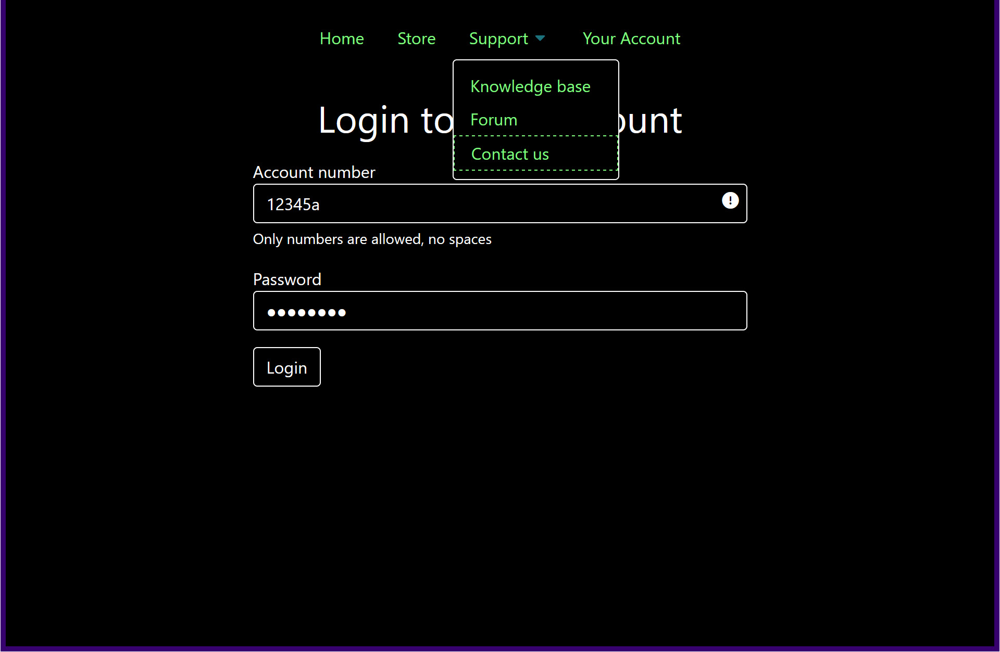 Home Store Support Your Account
Knowledge base
Forum
Contact us
Login to ount
Account number
12345a
Only numbers are allowed, no spaces
Password
Login